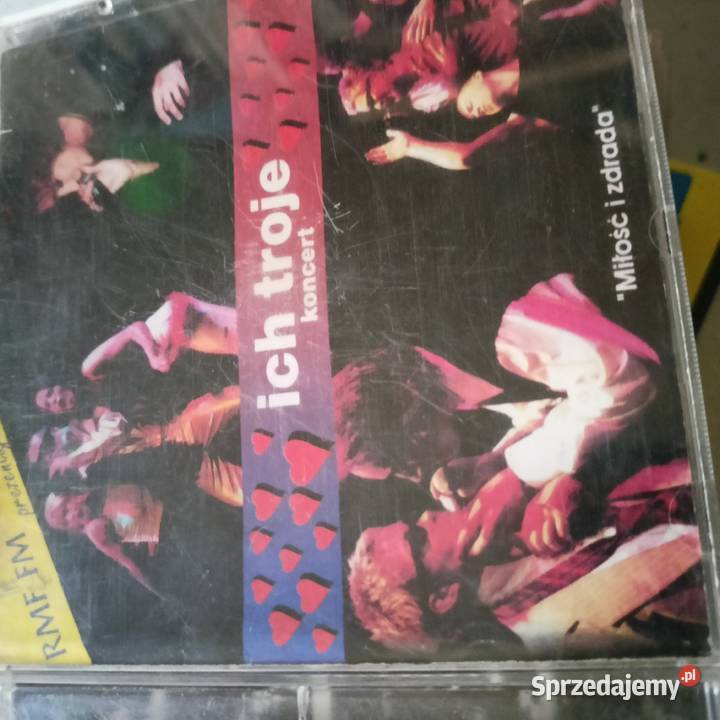 RMF FM
prezentuje
ich troje
koncert
"Miłość i zdrada"
Sprzedajemy.pl